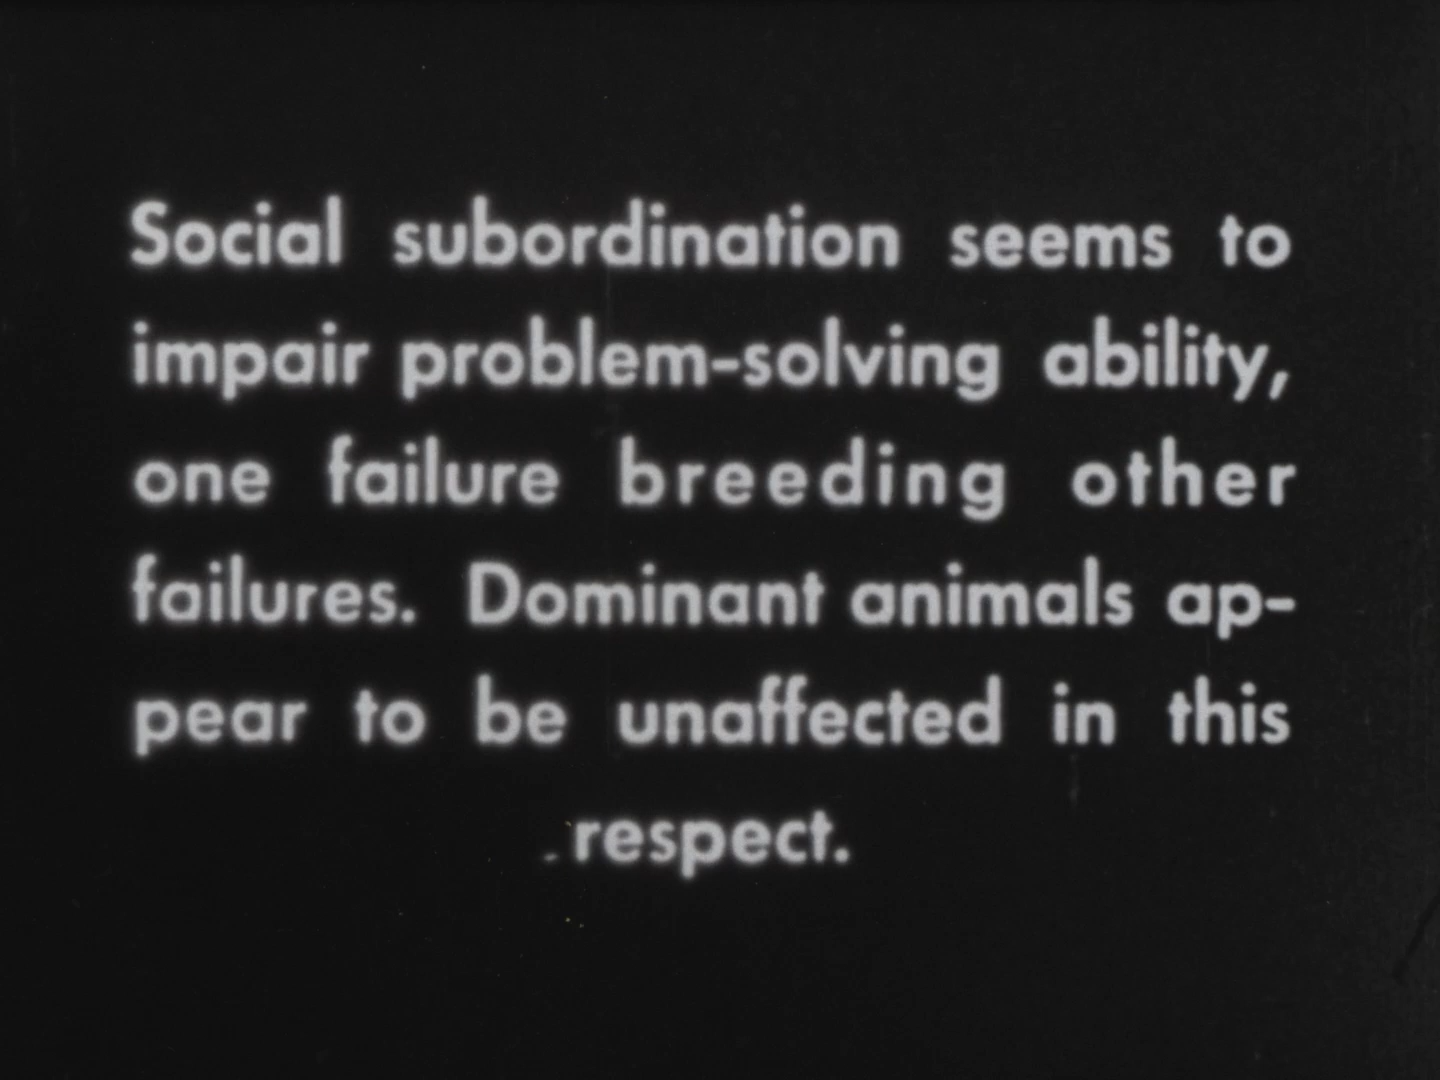 Social subordination seems to
impair problem-solving ability,
one failure breeding other
failures. Dominant animals ap-
pear to be unaffected in this
respect.